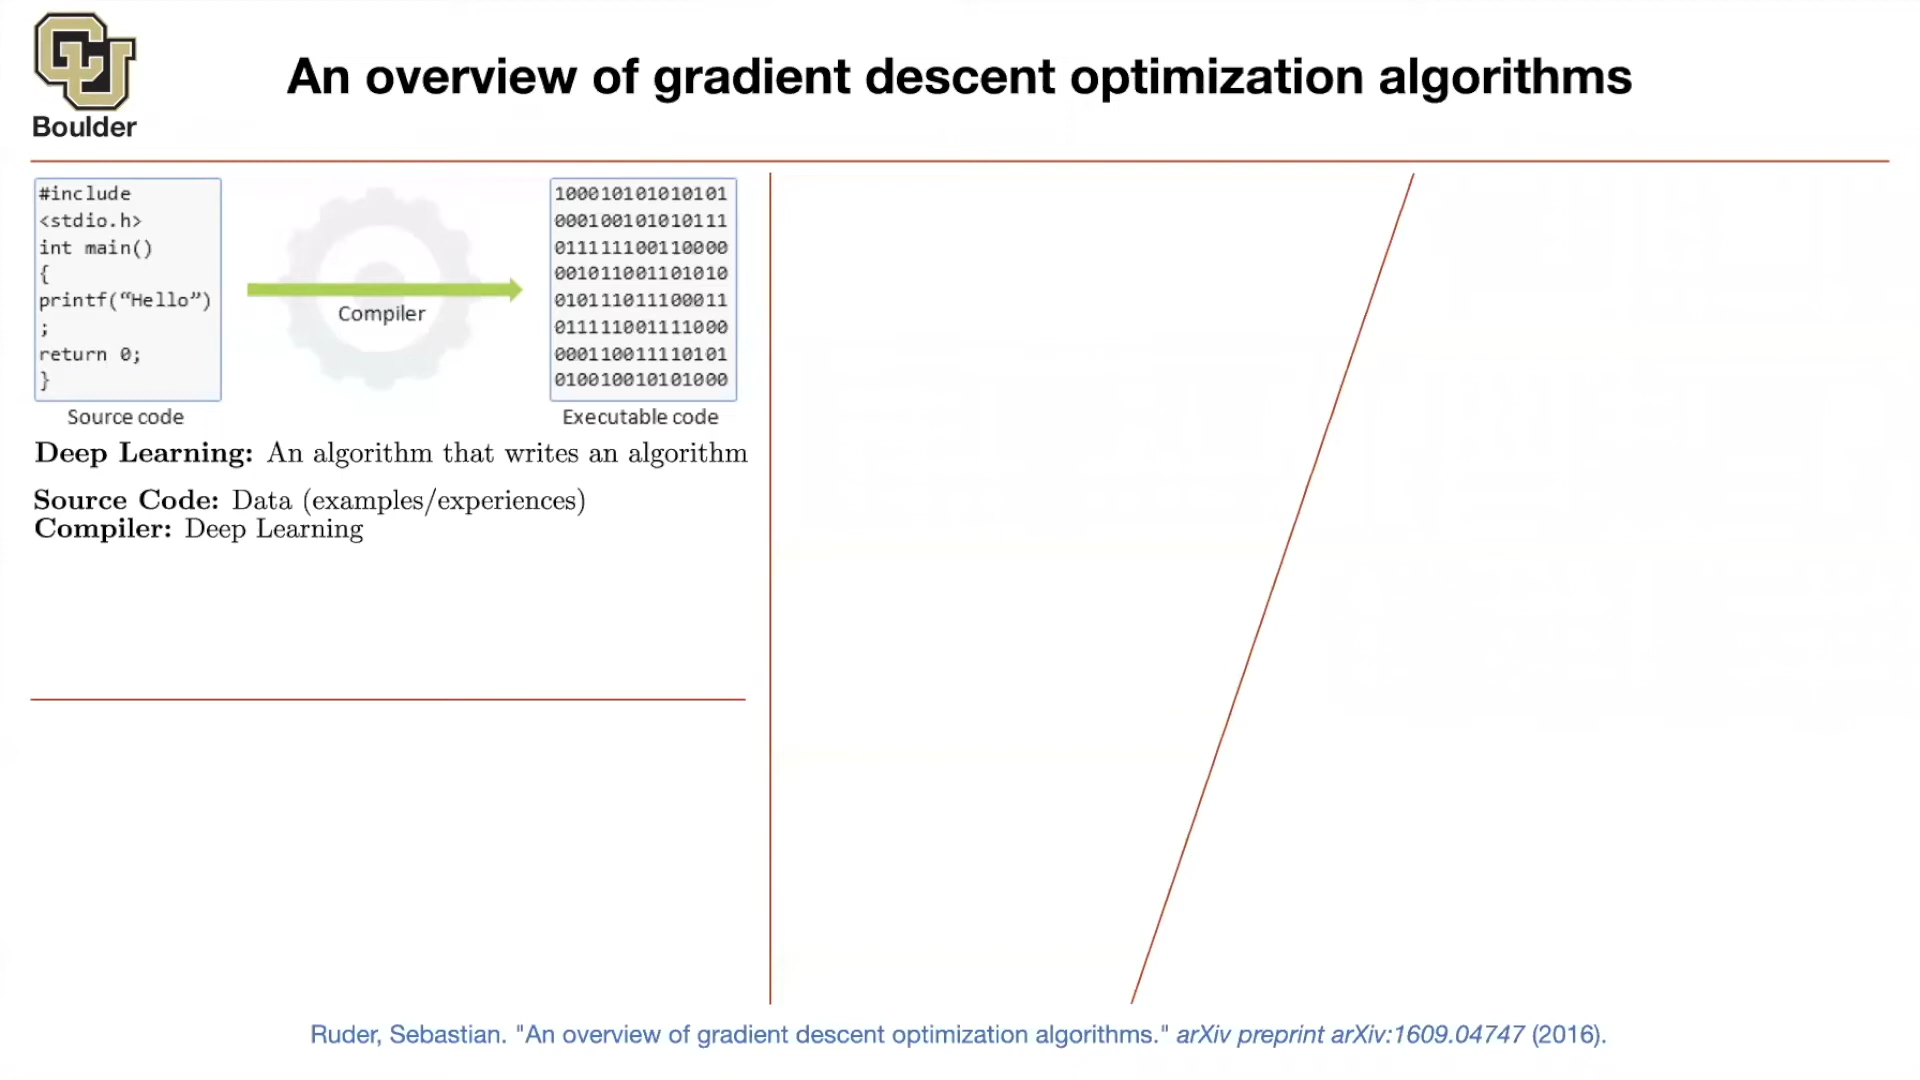 CU
Boulder
An overview of gradient descent optimization algorithms
#include
<stdio.h>
int main()
{
printf(“Hello”)
;
return 0;
}
Source code
Compiler
100010101010101
000100101010111
011111100110000
001011001101010
010111011100011
011111001111000
000110011110101
010010010101000
Executable code
Deep Learning: An algorithm that writes an algorithm
Source Code: Data (examples/experiences)
Compiler: Deep Learning
Ruder, Sebastian. "An overview of gradient descent optimization algorithms." arXiv preprint arXiv:1609.04747 (2016).